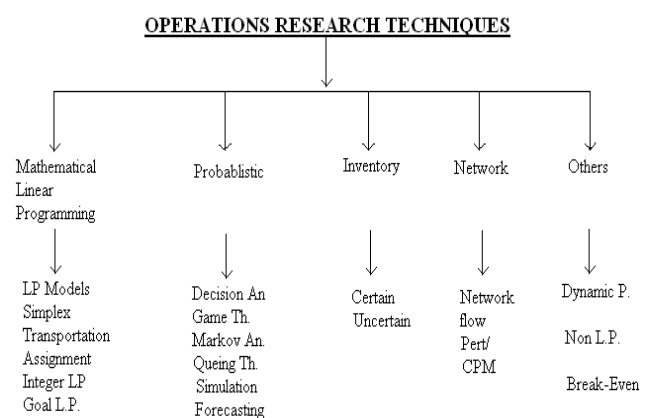 OPERATIONS RESEARCH TECHNIQUES
Mathematical
Linear
Programming
Probablistic
Inventory
Network
Others
LP Models
Simplex
Transportation
Assignment
Integer LP
Goal L.P.
Decision An
Game Th.
Markov An.
Queing Th.
Simulation
Forecasting
Certain
Uncertain
Network
flow
Pert/
CPM
Dynamic P.
Non L.P.
Break-Even